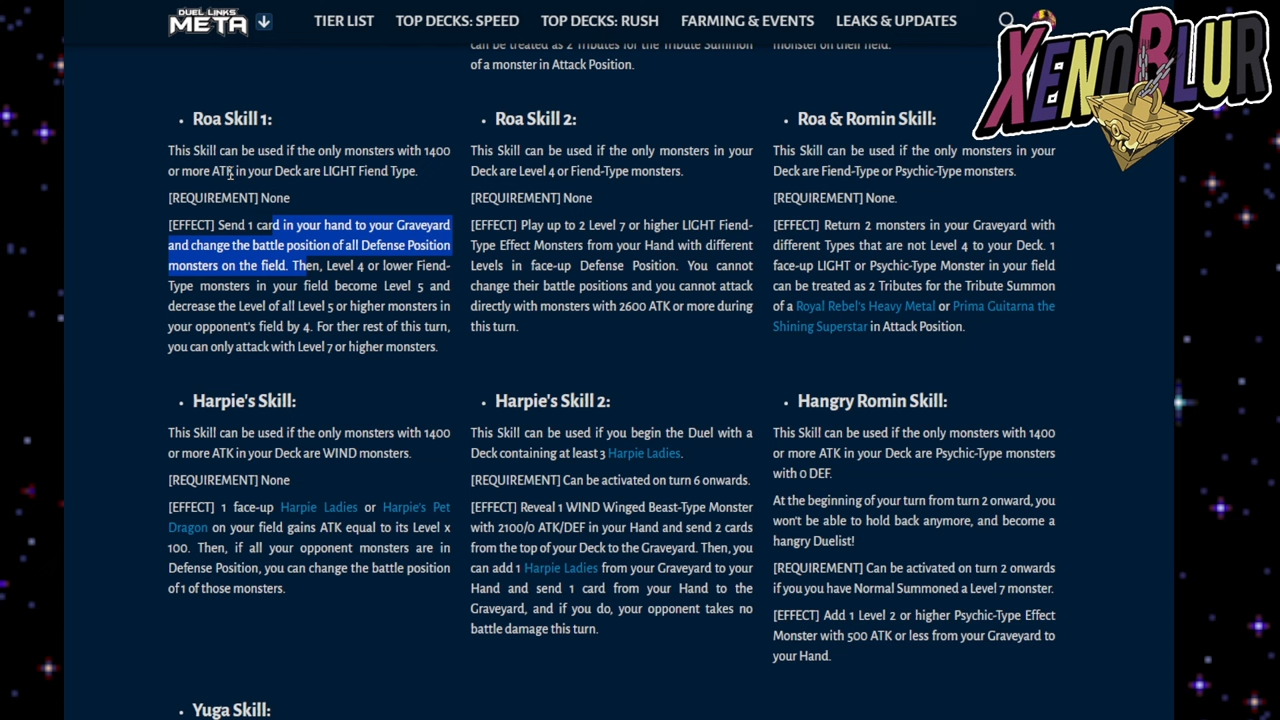 DUEL LINKS
META
TIER LIST
TOP DECKS: SPEED
TOP DECKS: RUSH
FARMING & EVENTS
LEAKS & UPDATES
XENOBLUR
can be treated as 2 Tributes for the Tribute Summon
of a monster in Attack Position.
monster on their field.
• Roa Skill 1:
This Skill can be used if the only monsters with 1400
or more ATK in your Deck are LIGHT Fiend Type.
[REQUIREMENT] None
[EFFECT] Send 1 card in your hand to your Graveyard
and change the battle position of all Defense Position
monsters on the field. Then, Level 4 or lower Fiend-
Type monsters in your field become Level 5 and
decrease the Level of all Level 5 or higher monsters in
your opponent's field by 4. For ther rest of this turn,
you can only attack with Level 7 or higher monsters.
• Roa Skill 2:
This Skill can be used if the only monsters in your
Deck are Level 4 or Fiend-Type monsters.
[REQUIREMENT] None
[EFFECT] Play up to 2 Level 7 or higher LIGHT Fiend-
Type Effect Monsters from your Hand with different
Levels in face-up Defense Position. You cannot
change their battle positions and you cannot attack
directly with monsters with 2600 ATK or more during
this turn.
• Roa & Romin Skill:
This Skill can be used if the only monsters in your
Deck are Fiend-Type or Psychic-Type monsters.
[REQUIREMENT] None.
[EFFECT] Return 2 monsters in your Graveyard with
different Types that are not Level 4 to your Deck. 1
face-up LIGHT or Psychic-Type Monster in your field
can be treated as 2 Tributes for the Tribute Summon
of a Royal Rebel's Heavy Metal or Prima Guitarna the
Shining Superstar in Attack Position.
• Harpie's Skill:
This Skill can be used if the only monsters with 1400
or more ATK in your Deck are WIND monsters.
[REQUIREMENT] None
[EFFECT] 1 face-up Harpie Ladies or Harpie's Pet
Dragon on your field gains ATK equal to its Level x
100. Then, if all your opponent monsters are in
Defense Position, you can change the battle position
of 1 of those monsters.
• Harpie's Skill 2:
This Skill can be used if you begin the Duel with a
Deck containing at least 3 Harpie Ladies.
[REQUIREMENT] Can be activated on turn 6 onwards.
[EFFECT] Reveal 1 WIND Winged Beast-Type Monster
with 2100/0 ATK/DEF in your Hand and send 2 cards
from the top of your Deck to the Graveyard. Then, you
can add 1 Harpie Ladies from your Graveyard to your
Hand and send 1 card from your Hand to the
Graveyard, and if you do, your opponent takes no
battle damage this turn.
• Hangry Romin Skill:
This Skill can be used if the only monsters with 1400
or more ATK in your Deck are Psychic-Type monsters
with 0 DEF.
At the beginning of your turn from turn 2 onward, you
won't be able to hold back anymore, and become a
hangry Duelist!
[REQUIREMENT] Can be activated on turn 2 onwards
if you you have Normal Summoned a Level 7 monster.
[EFFECT] Add 1 Level 2 or higher Psychic-Type Effect
Monster with 500 ATK or less from your Graveyard to
your Hand.
• Yuga Skill: